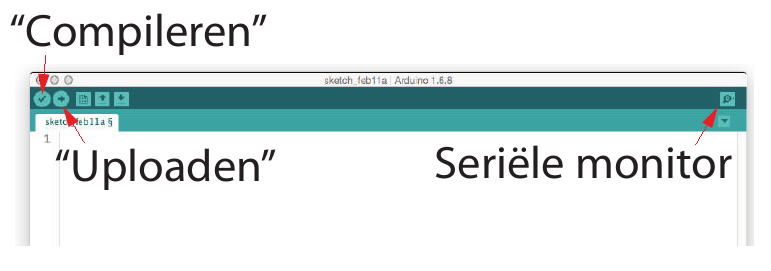 “Compileren”
sketch_feb11a | Arduino 1.6.8
sketch_feb11a §
1
“Uploaden”
Seriële monitor